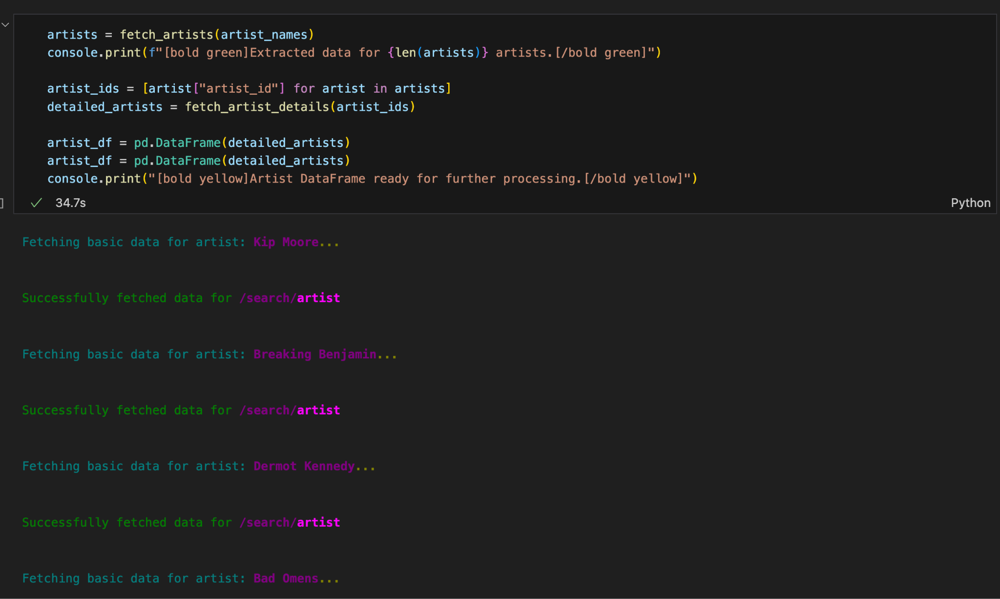 artists = fetch_artists(artist_names)
console.print(f"[bold green]Extracted data for {len(artists)} artists.[/bold green]")
artist_ids = [artist["artist_id"] for artist in artists]
detailed_artists = fetch_artist_details(artist_ids)
artist_df = pd.DataFrame(detailed_artists)
artist_df = pd.DataFrame(detailed_artists)
console.print("[bold yellow]Artist DataFrame ready for further processing.[/bold yellow]")
] ✓ 34.7s Python
Fetching basic data for artist: Kip Moore...
Successfully fetched data for /search/artist
Fetching basic data for artist: Breaking Benjamin...
Successfully fetched data for /search/artist
Fetching basic data for artist: Dermot Kennedy...
Successfully fetched data for /search/artist
Fetching basic data for artist: Bad Omens...